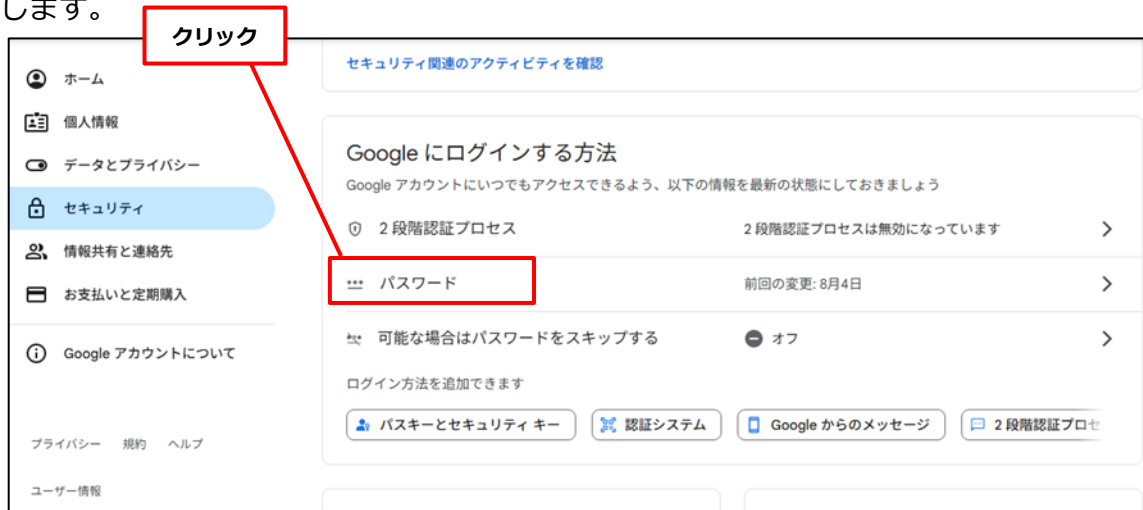 します。
クリック
ホーム
個人情報
データとプライバシー
セキュリティ
情報共有と連絡先
お支払いと定期購入
Google アカウントについて
プライバシー 規約 ヘルプ
ユーザー情報
セキュリティ関連のアクティビティを確認
Google にログインする方法
Google アカウントにいつでもアクセスできるよう、以下の情報を最新の状態にしておきましょう
2 段階認証プロセス 2 段階認証プロセスは無効になっています
パスワード 前回の変更: 8月4日
可能な場合はパスワードをスキップする オフ
ログイン方法を追加できます
パスキーとセキュリティ キー 認証システム Google からのメッセージ 2 段階認証プロセ